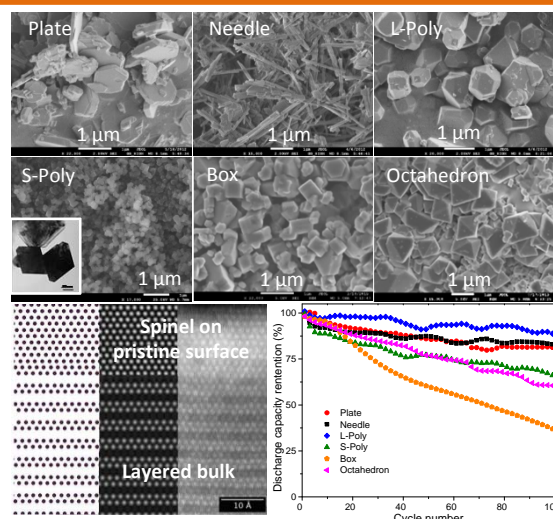 Plate
Needle
L-Poly
1 μm
1 μm
1 μm
S-Poly
Box
Octahedron
1 μm
1 μm
1 μm
Spinel on
pristine surface
Layered bulk
10 Å
Discharge capacity rentention (%)
100
75
50
25
0
Plate
Needle
L-Poly
S-Poly
Box
Octahedron
0
20
40
60
80
Cycle number